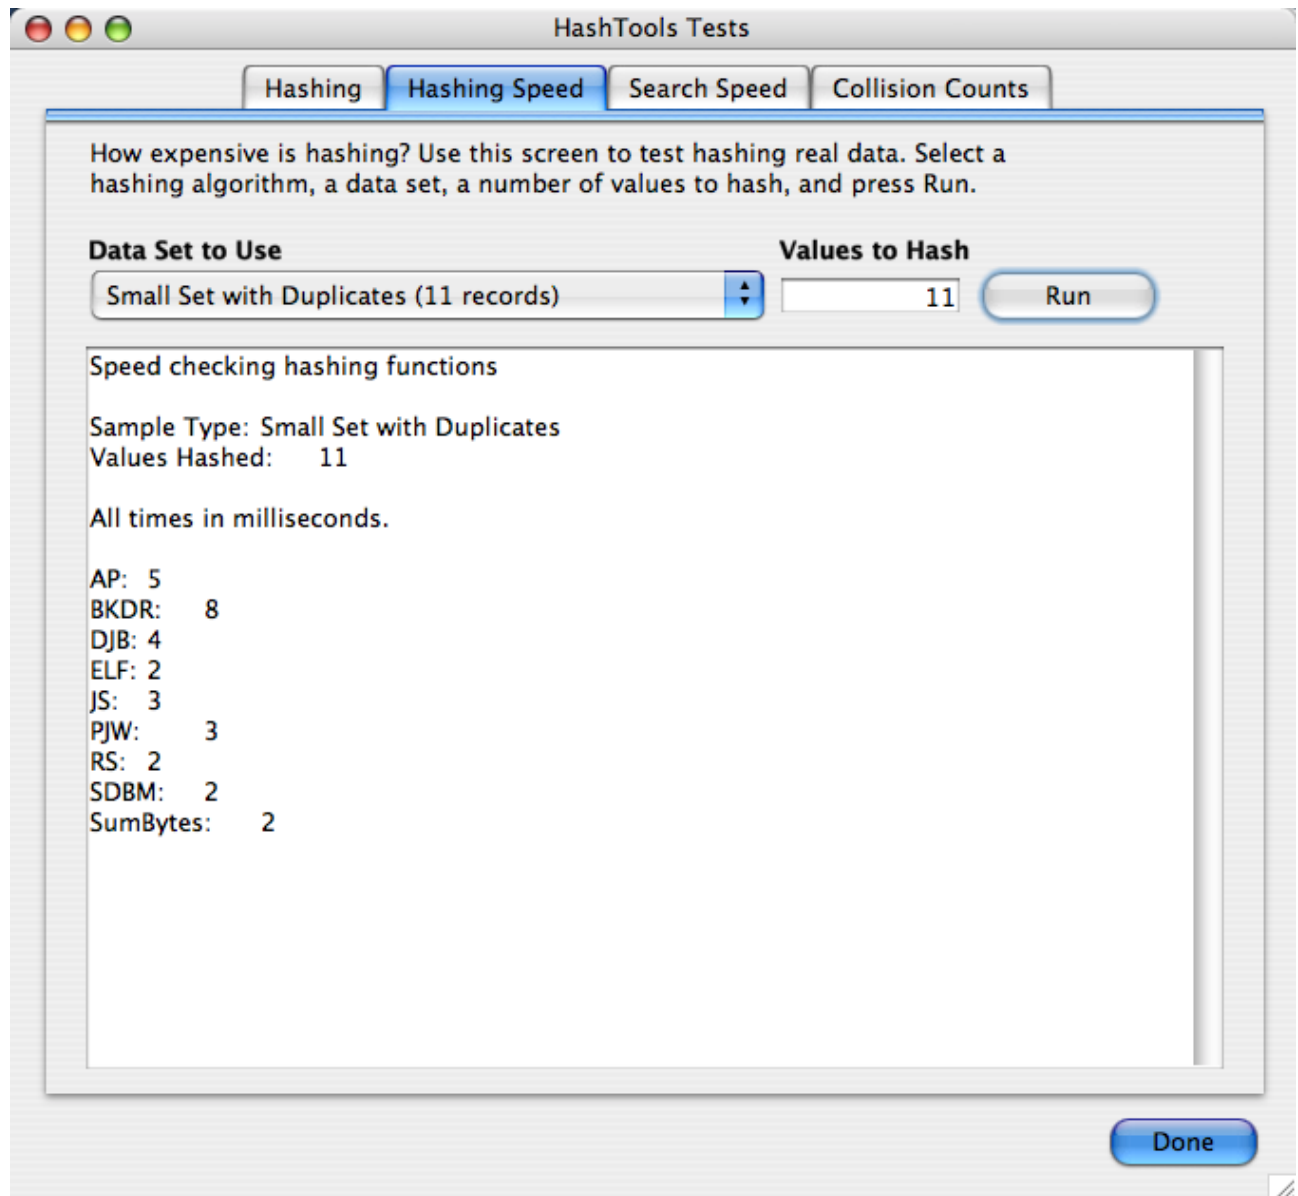 HashTools Tests
Hashing Hashing Speed Search Speed Collision Counts
How expensive is hashing? Use this screen to test hashing real data. Select a
hashing algorithm, a data set, a number of values to hash, and press Run.
Data Set to Use Values to Hash
Small Set with Duplicates (11 records) 11 Run
Speed checking hashing functions
Sample Type: Small Set with Duplicates
Values Hashed: 11
All times in milliseconds.
AP: 5
BKDR: 8
DJB: 4
ELF: 2
JS: 3
PJW: 3
RS: 2
SDBM: 2
SumBytes: 2
Done